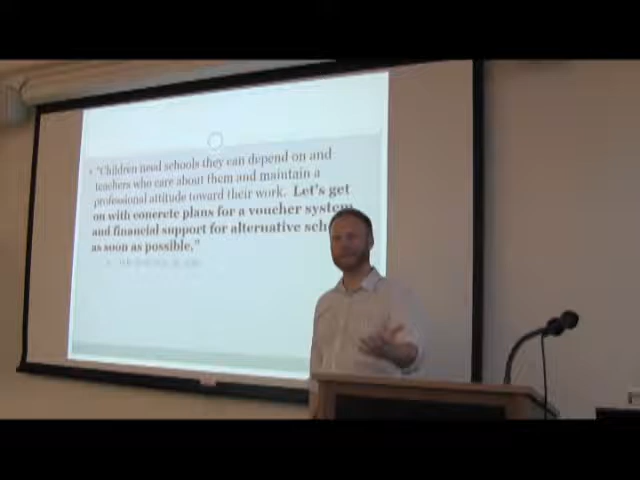 "Children need schools they can depend on and
teachers who care about them and maintain a
professional attitude toward their work. Let's get
on with concrete plans for a voucher system
and financial support for alternative
as soon as possible,"